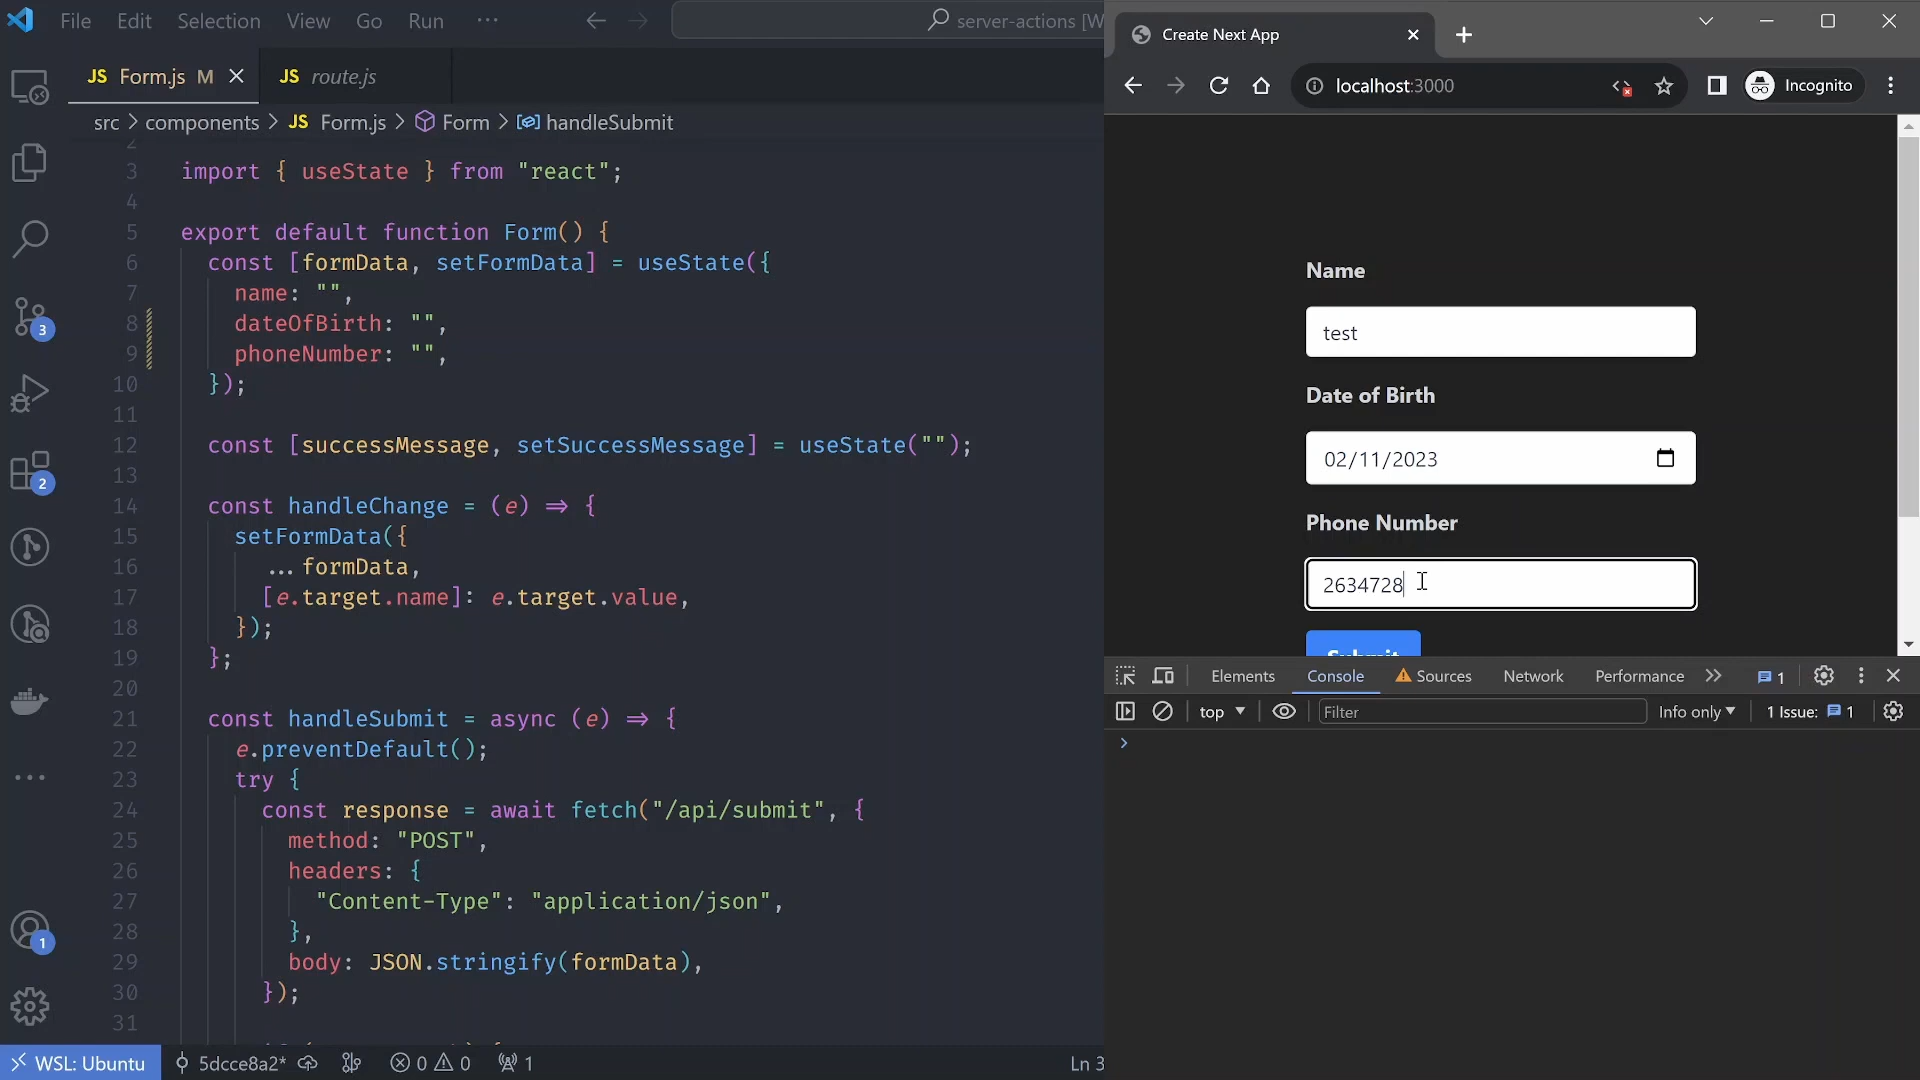 File Edit Selection View Go Run ···
server-actions [W
JS Form.js M
JS route.js
src > components > JS Form.js > Form > handleSubmit
2
3 import { useState } from "react";
4
5 export default function Form() {
6 const [formData, setFormData] = useState({
7 name: "",
8 dateOfBirth: "",
9 phoneNumber: "",
10 });
11
12 const [successMessage, setSuccessMessage] = useState("");
13
14 const handleChange = (e) => {
15 setFormData({
16 ...formData,
17 [e.target.name]: e.target.value,
18 });
19 };
20
21 const handleSubmit = async (e) => {
22 e.preventDefault();
23 try {
24 const response = await fetch("/api/submit", {
25 method: "POST",
26 headers: {
27 "Content-Type": "application/json",
28 },
29 body: JSON.stringify(formData),
30 });
31
3
2
1
WSL: Ubuntu 5dcce8a2* 0 0 1 Ln 3
Create Next App
localhost:3000 Incognito
Name
test
Date of Birth
02/11/2023
Phone Number
2634728
Submit
Elements Console Sources Network Performance 1
top Filter Info only 1 Issue: 1